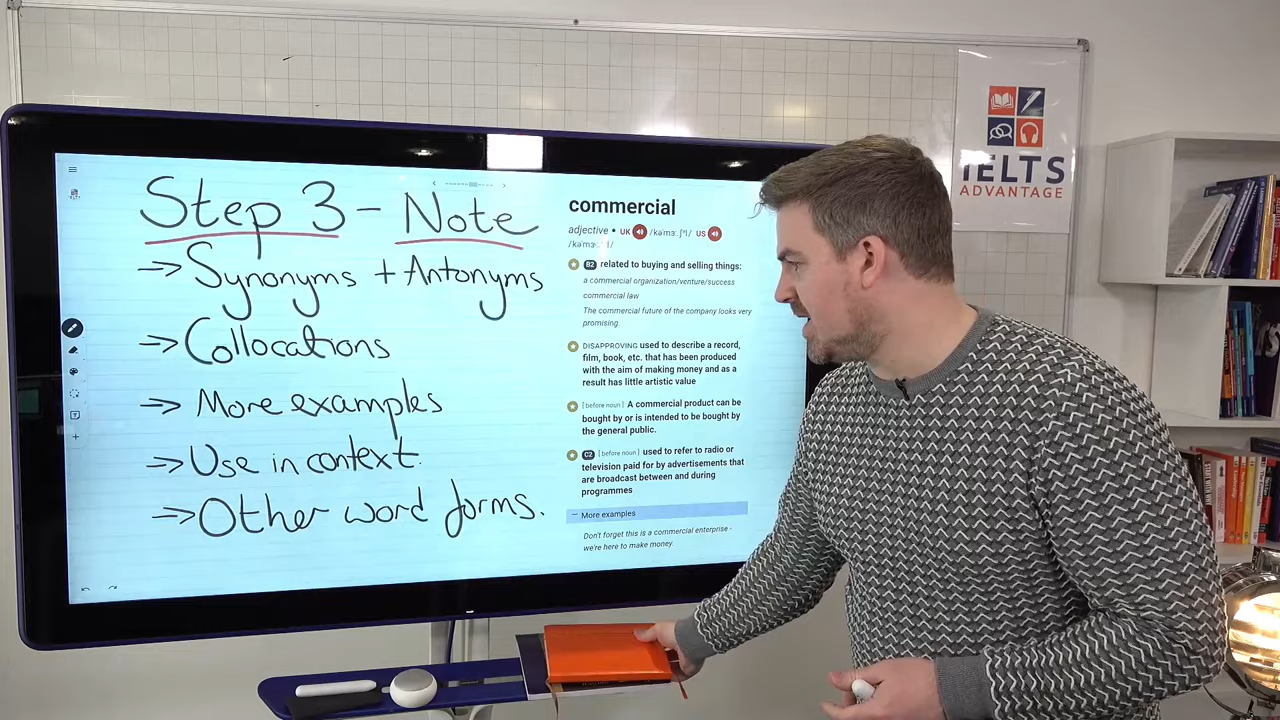 Step 3 - Note
→ Synonyms + Antonyms
→ Collocations
→ More examples
→ Use in context.
→ Other word forms.
commercial
adjective • UK /kəˈmɜː.ʃəl/ US
B2 related to buying and selling things:
a commercial organization/venture/success
commercial law
The commercial future of the company looks very
promising.
DISAPPROVING used to describe a record,
film, book, etc. that has been produced
with the aim of making money and as a
result has little artistic value
[ before noun ] A commercial product can be
bought by or is intended to be bought by
the general public.
C2 [ before noun ] used to refer to radio or
television paid for by advertisements that
are broadcast between and during
programmes
– More examples
Don't forget this is a commercial enterprise -
we're here to make money.
IELTS
ADVANTAGE